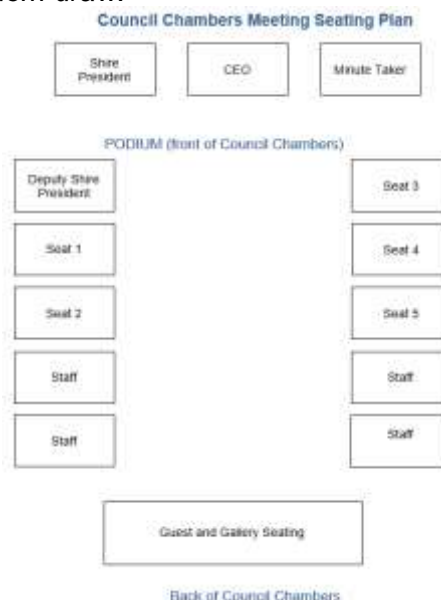 Council Chambers Meeting Seating Plan
Shire President
CEO
Minute Taker
PODIUM (front of Council Chambers)
Deputy Shire President
Seat 3
Seat 1
Seat 4
Seat 2
Seat 5
Staff
Staff
Staff
Staff
Guest and Gallery Seating
Back of Council Chambers